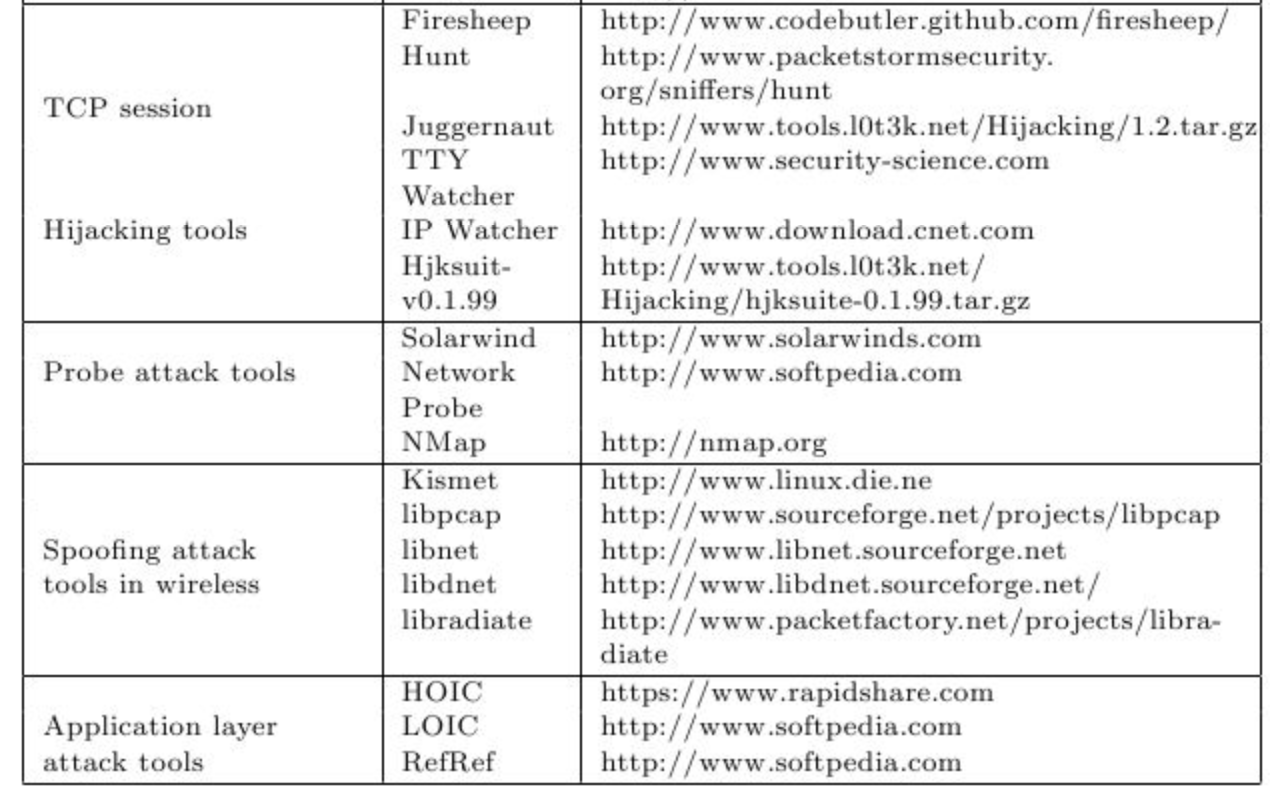 Firesheep http://www.codebutler.github.com/firesheep/
Hunt http://www.packetstormsecurity.
org/sniffers/hunt
TCP session
Juggernaut http://www.tools.l0t3k.net/Hijacking/1.2.tar.gz
TTY http://www.security-science.com
Watcher
Hijacking tools IP Watcher http://www.download.cnet.com
Hjksuit- http://www.tools.l0t3k.net/
v0.1.99 Hijacking/hjksuite-0.1.99.tar.gz
Solarwind http://www.solarwinds.com
Probe attack tools Network http://www.softpedia.com
Probe
NMap http://nmap.org
Kismet http://www.linux.die.ne
libpcap http://www.sourceforge.net/projects/libpcap
Spoofing attack libnet http://www.libnet.sourceforge.net
tools in wireless libdnet http://www.libdnet.sourceforge.net/
libradiate http://www.packetfactory.net/projects/libra-
diate
HOIC https://www.rapidshare.com
Application layer LOIC http://www.softpedia.com
attack tools RefRef http://www.softpedia.com